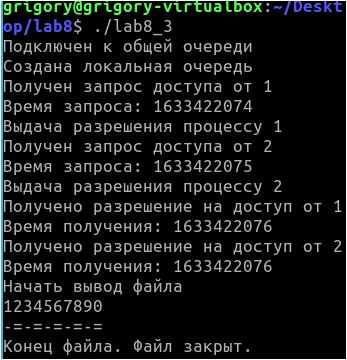 grigory@grigory-virtualbox:~/Deskt
op/lab8$ ./lab8_3
Подключен к общей очереди
Создана локальная очередь
Получен запрос доступа от 1
Время запроса: 1633422074
Выдача разрешения процессу 1
Получен запрос доступа от 2
Время запроса: 1633422075
Выдача разрешения процессу 2
Получено разрешение на доступ от 1
Время получения: 1633422076
Получено разрешение на доступ от 2
Время получения: 1633422076
Начать вывод файла
1234567890
-=-=-=-=-=
Конец файла. Файл закрыт.